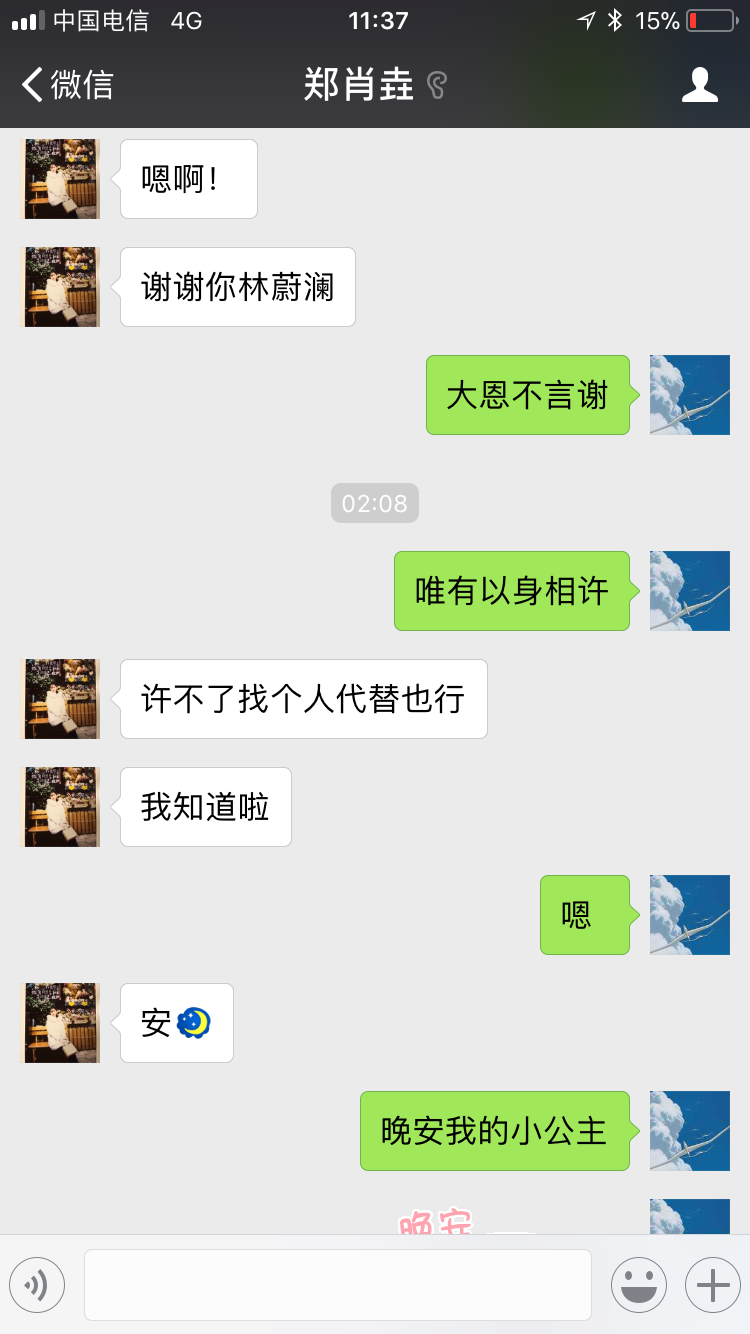 中国电信 4G 11:37 15%
微信 郑肖垚
嗯啊!
谢谢你林蔚澜
大恩不言谢
02:08
唯有以身相许
许不了找个人代替也行
我知道啦
嗯
安
晚安我的小公主
晚安